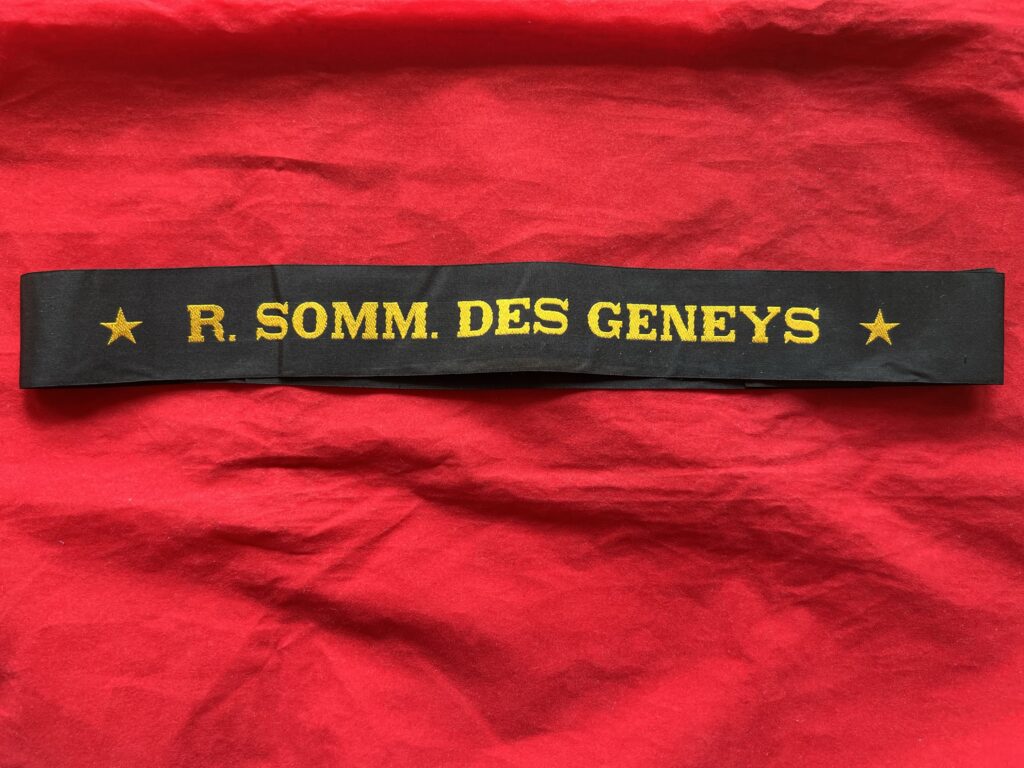 R. SOMM. DES GENEYS